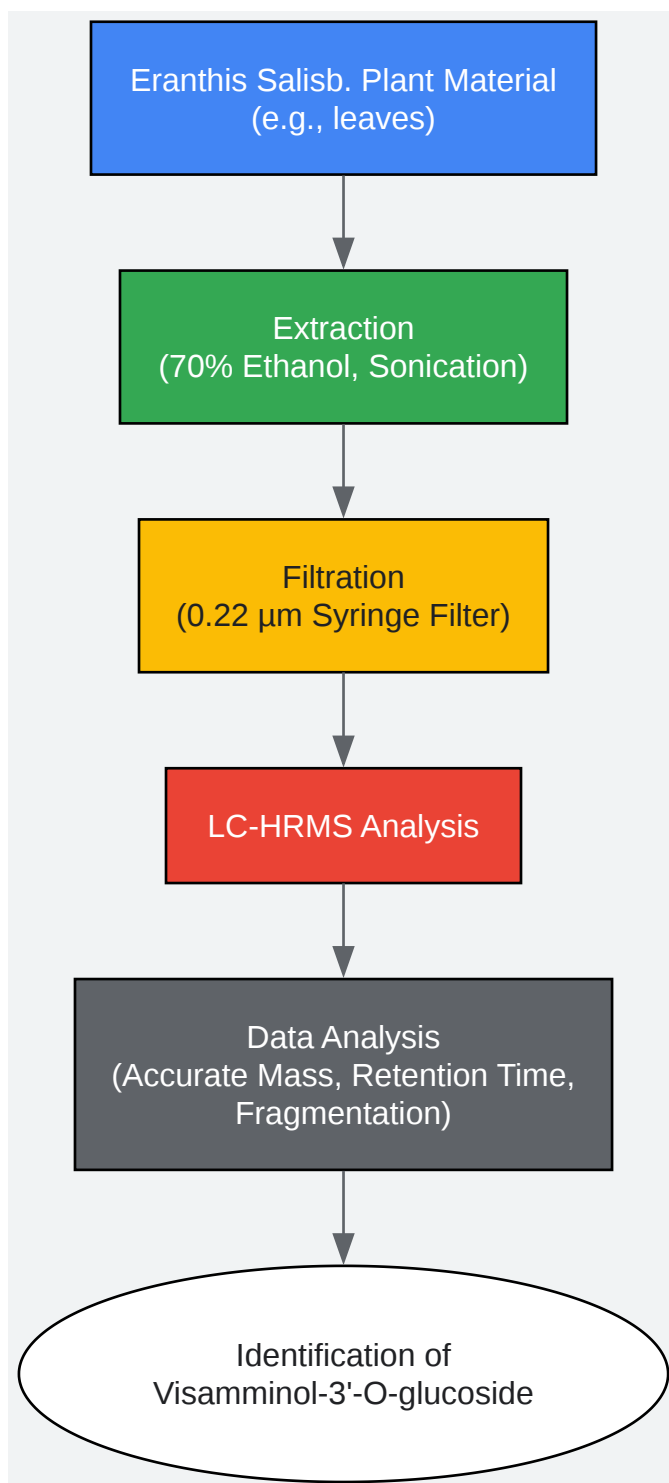 Eranthis Salisb. Plant Material
(e.g., leaves)
Extraction
(70% Ethanol, Sonication)
Filtration
(0.22 µm Syringe Filter)
LC-HRMS Analysis
Data Analysis
(Accurate Mass, Retention Time,
Fragmentation)
Identification of
Visamminol-3'-O-glucoside